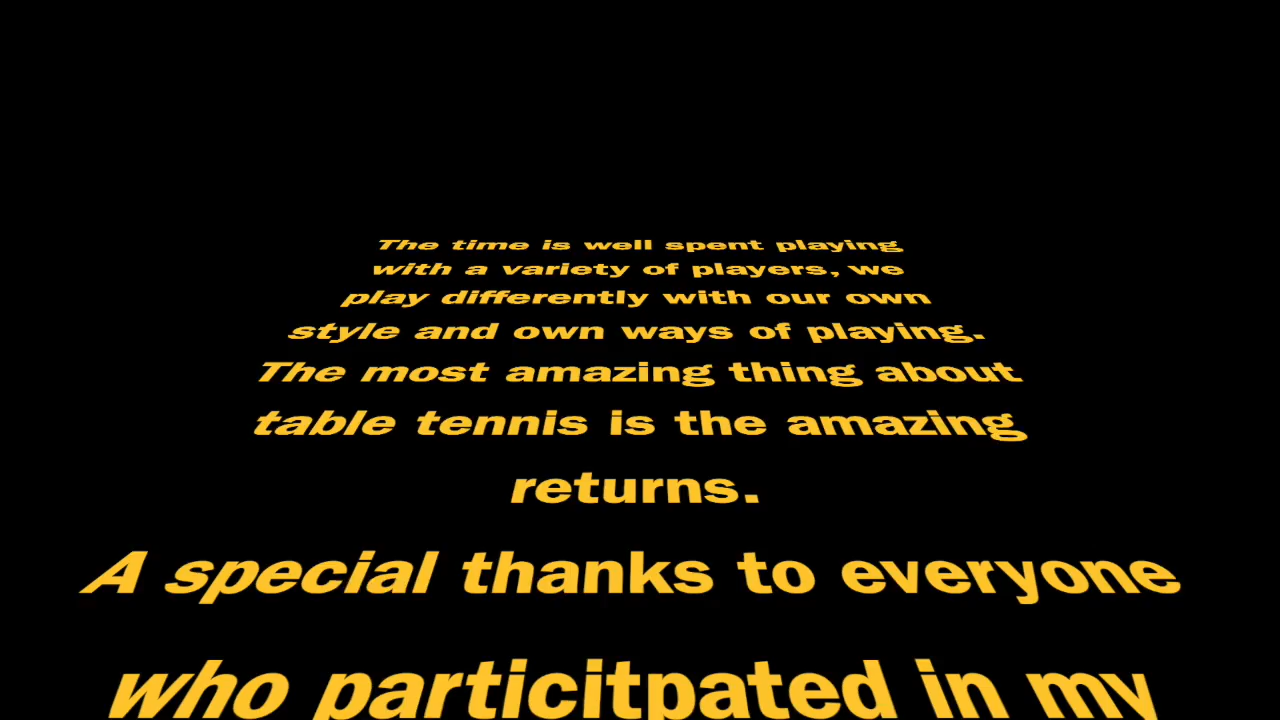 The time is well spent playing
with a variety of players, we
play differently with our own
style and own ways of playing.
The most amazing thing about
table tennis is the amazing
returns.
A special thanks to everyone
who particitpated in my